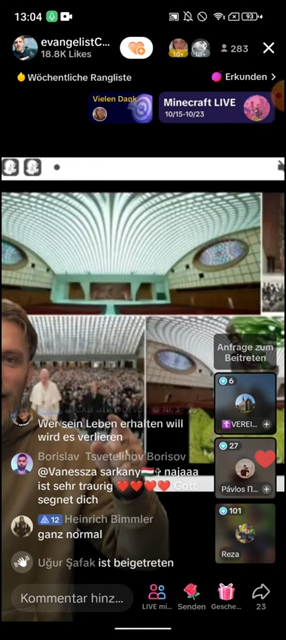 13:04
93
evangelistC...
18.8K Likes
10+
283
Wöchentliche Rangliste
Erkunden >
Vielen Dank
Minecraft LIVE
10/15-10/23
Anfrage zum
Beitreten
6
VEREI...
27
Pávlos Π...
101
Reza
Wer sein Leben erhalten will
wird es verlieren
Borislav Tsvetelinov Borisov
@Vanessza sarkany🇭🇺✞ najaaa
ist sehr traurig ❤️❤️❤️❤️ Gott
segnet dich
12 Heinrich Bimmler
ganz normal
Uğur Şafak ist beigetreten
Kommentar hinz...
LIVE mi...
Senden
Gesche...
23